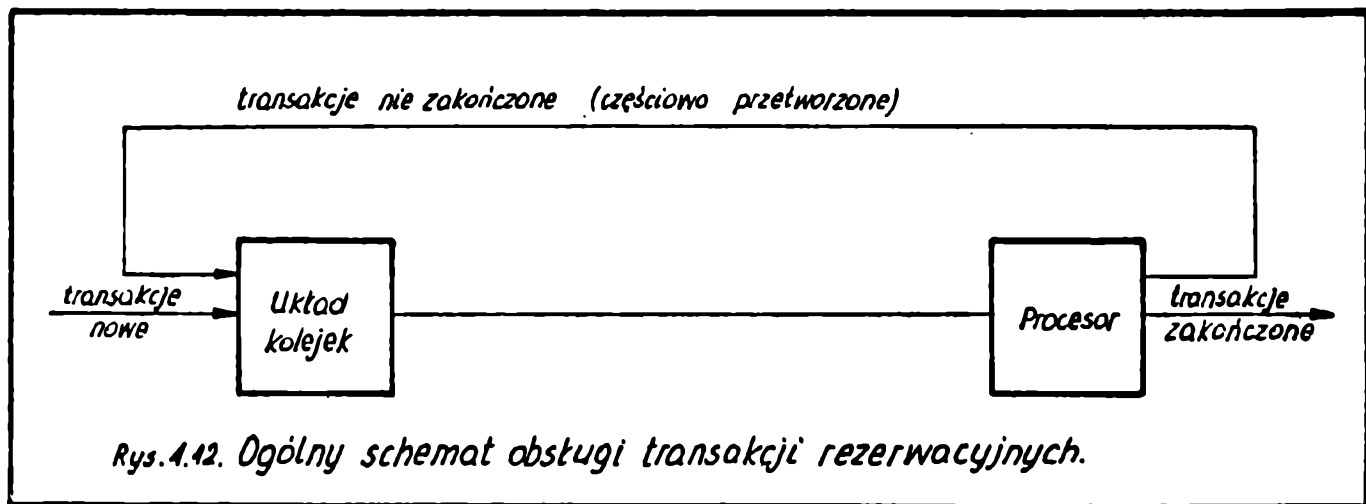 transakcje nie zakończone (częściowo przetworzone)
transakcje
nowe
Układ
kolejek
Procesor
transakcje
zakończone
Rys.1.12. Ogólny schemat obsługi transakcji rezerwacyjnych.